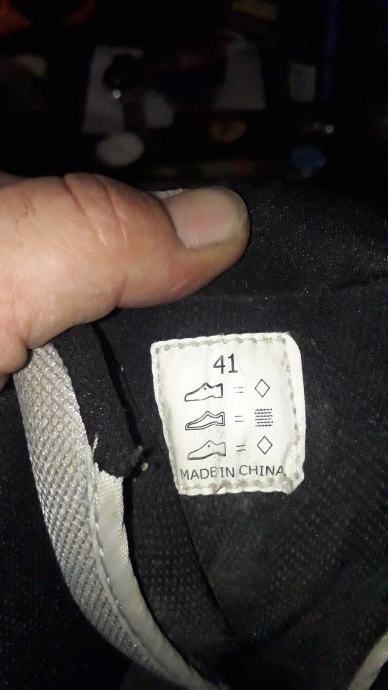 41
= ◇
=
= ◇
MADE IN CHINA